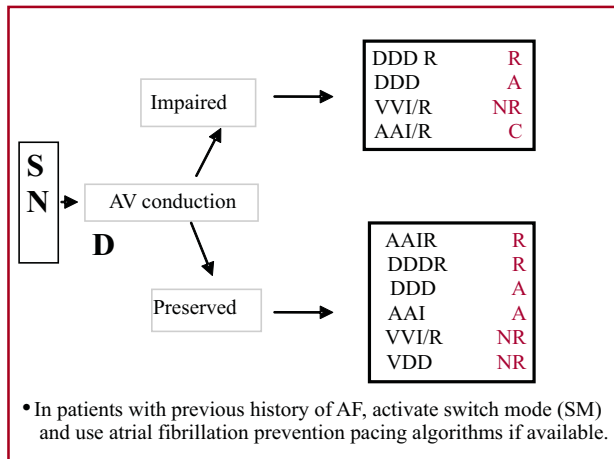 S
N
D
AV conduction
Impaired
DDD R R
DDD A
VVI/R NR
AAI/R C
Preserved
AAIR R
DDDR R
DDD A
AAI A
VVI/R NR
VDD NR
• In patients with previous history of AF, activate switch mode (SM)
and use atrial fibrillation prevention pacing algorithms if available.